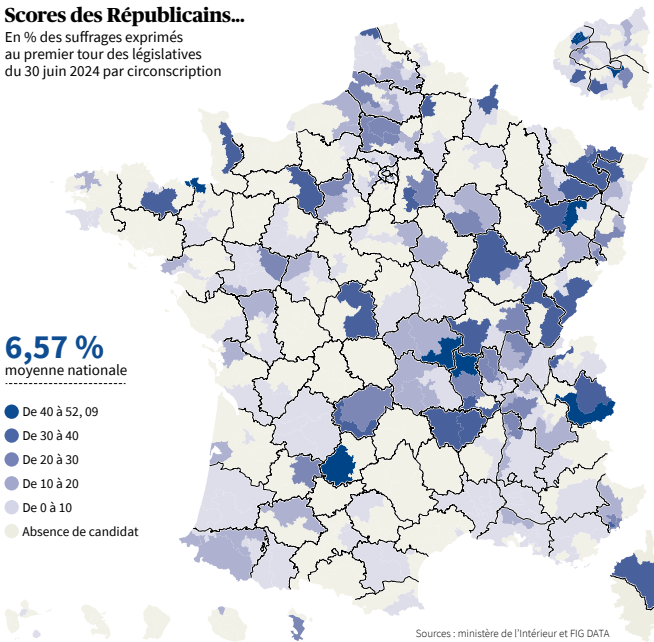 Scores des Républicains...
En % des suffrages exprimés
au premier tour des législatives
du 30 juin 2024 par circonscription
6,57 %
moyenne nationale
De 40 à 52, 09
De 30 à 40
De 20 à 30
De 10 à 20
De 0 à 10
Absence de candidat
Sources : ministère de l'Intérieur et FIG DATA